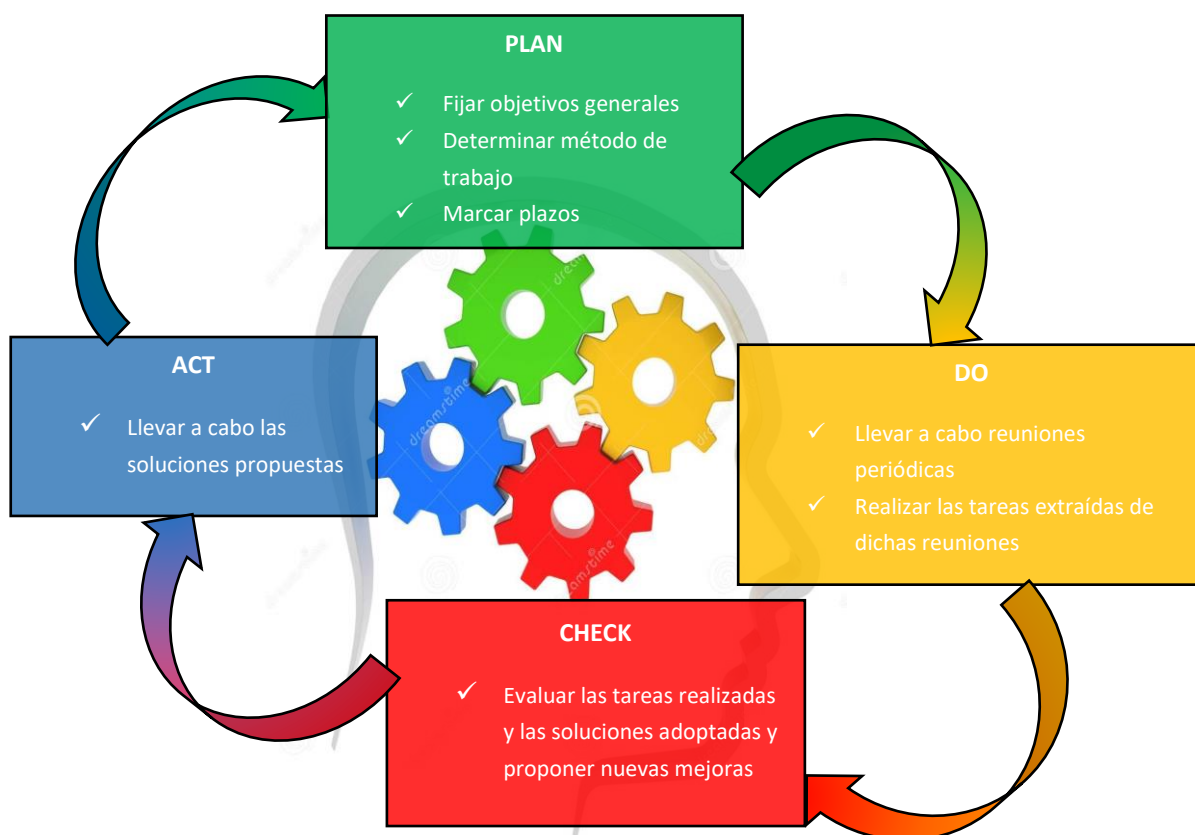 PLAN
✓ Fijar objetivos generales
✓ Determinar método de
trabajo
✓ Marcar plazos
ACT
✓ Llevar a cabo las
soluciones propuestas
DO
✓ Llevar a cabo reuniones
periódicas
✓ Realizar las tareas extraídas de
dichas reuniones
CHECK
✓ Evaluar las tareas realizadas
y las soluciones adoptadas y
proponer nuevas mejoras
dreamstime
dreamstime